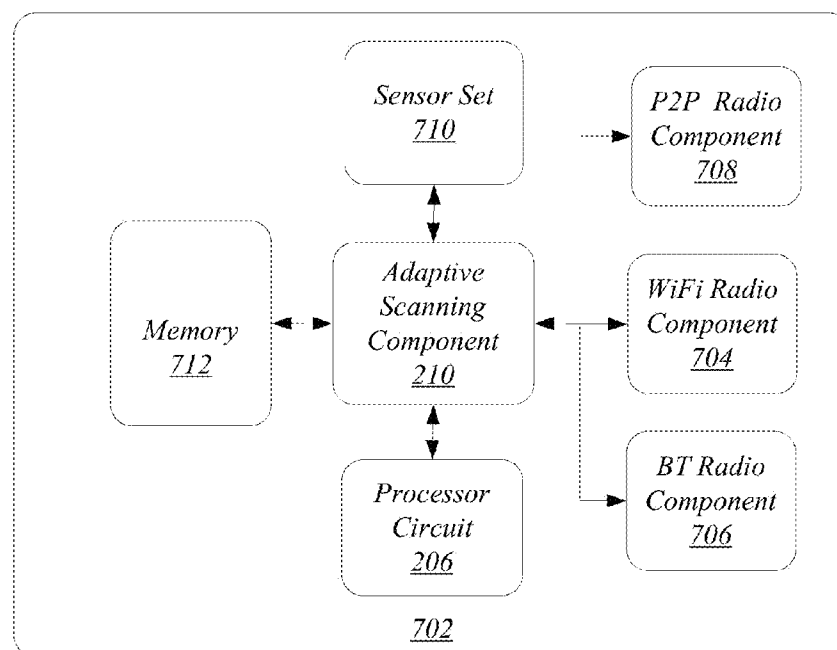 Sensor Set
710
P2P Radio
Component
708
Memory
712
Adaptive
Scanning
Component
210
WiFi Radio
Component
704
Processor
Circuit
206
BT Radio
Component
706
702